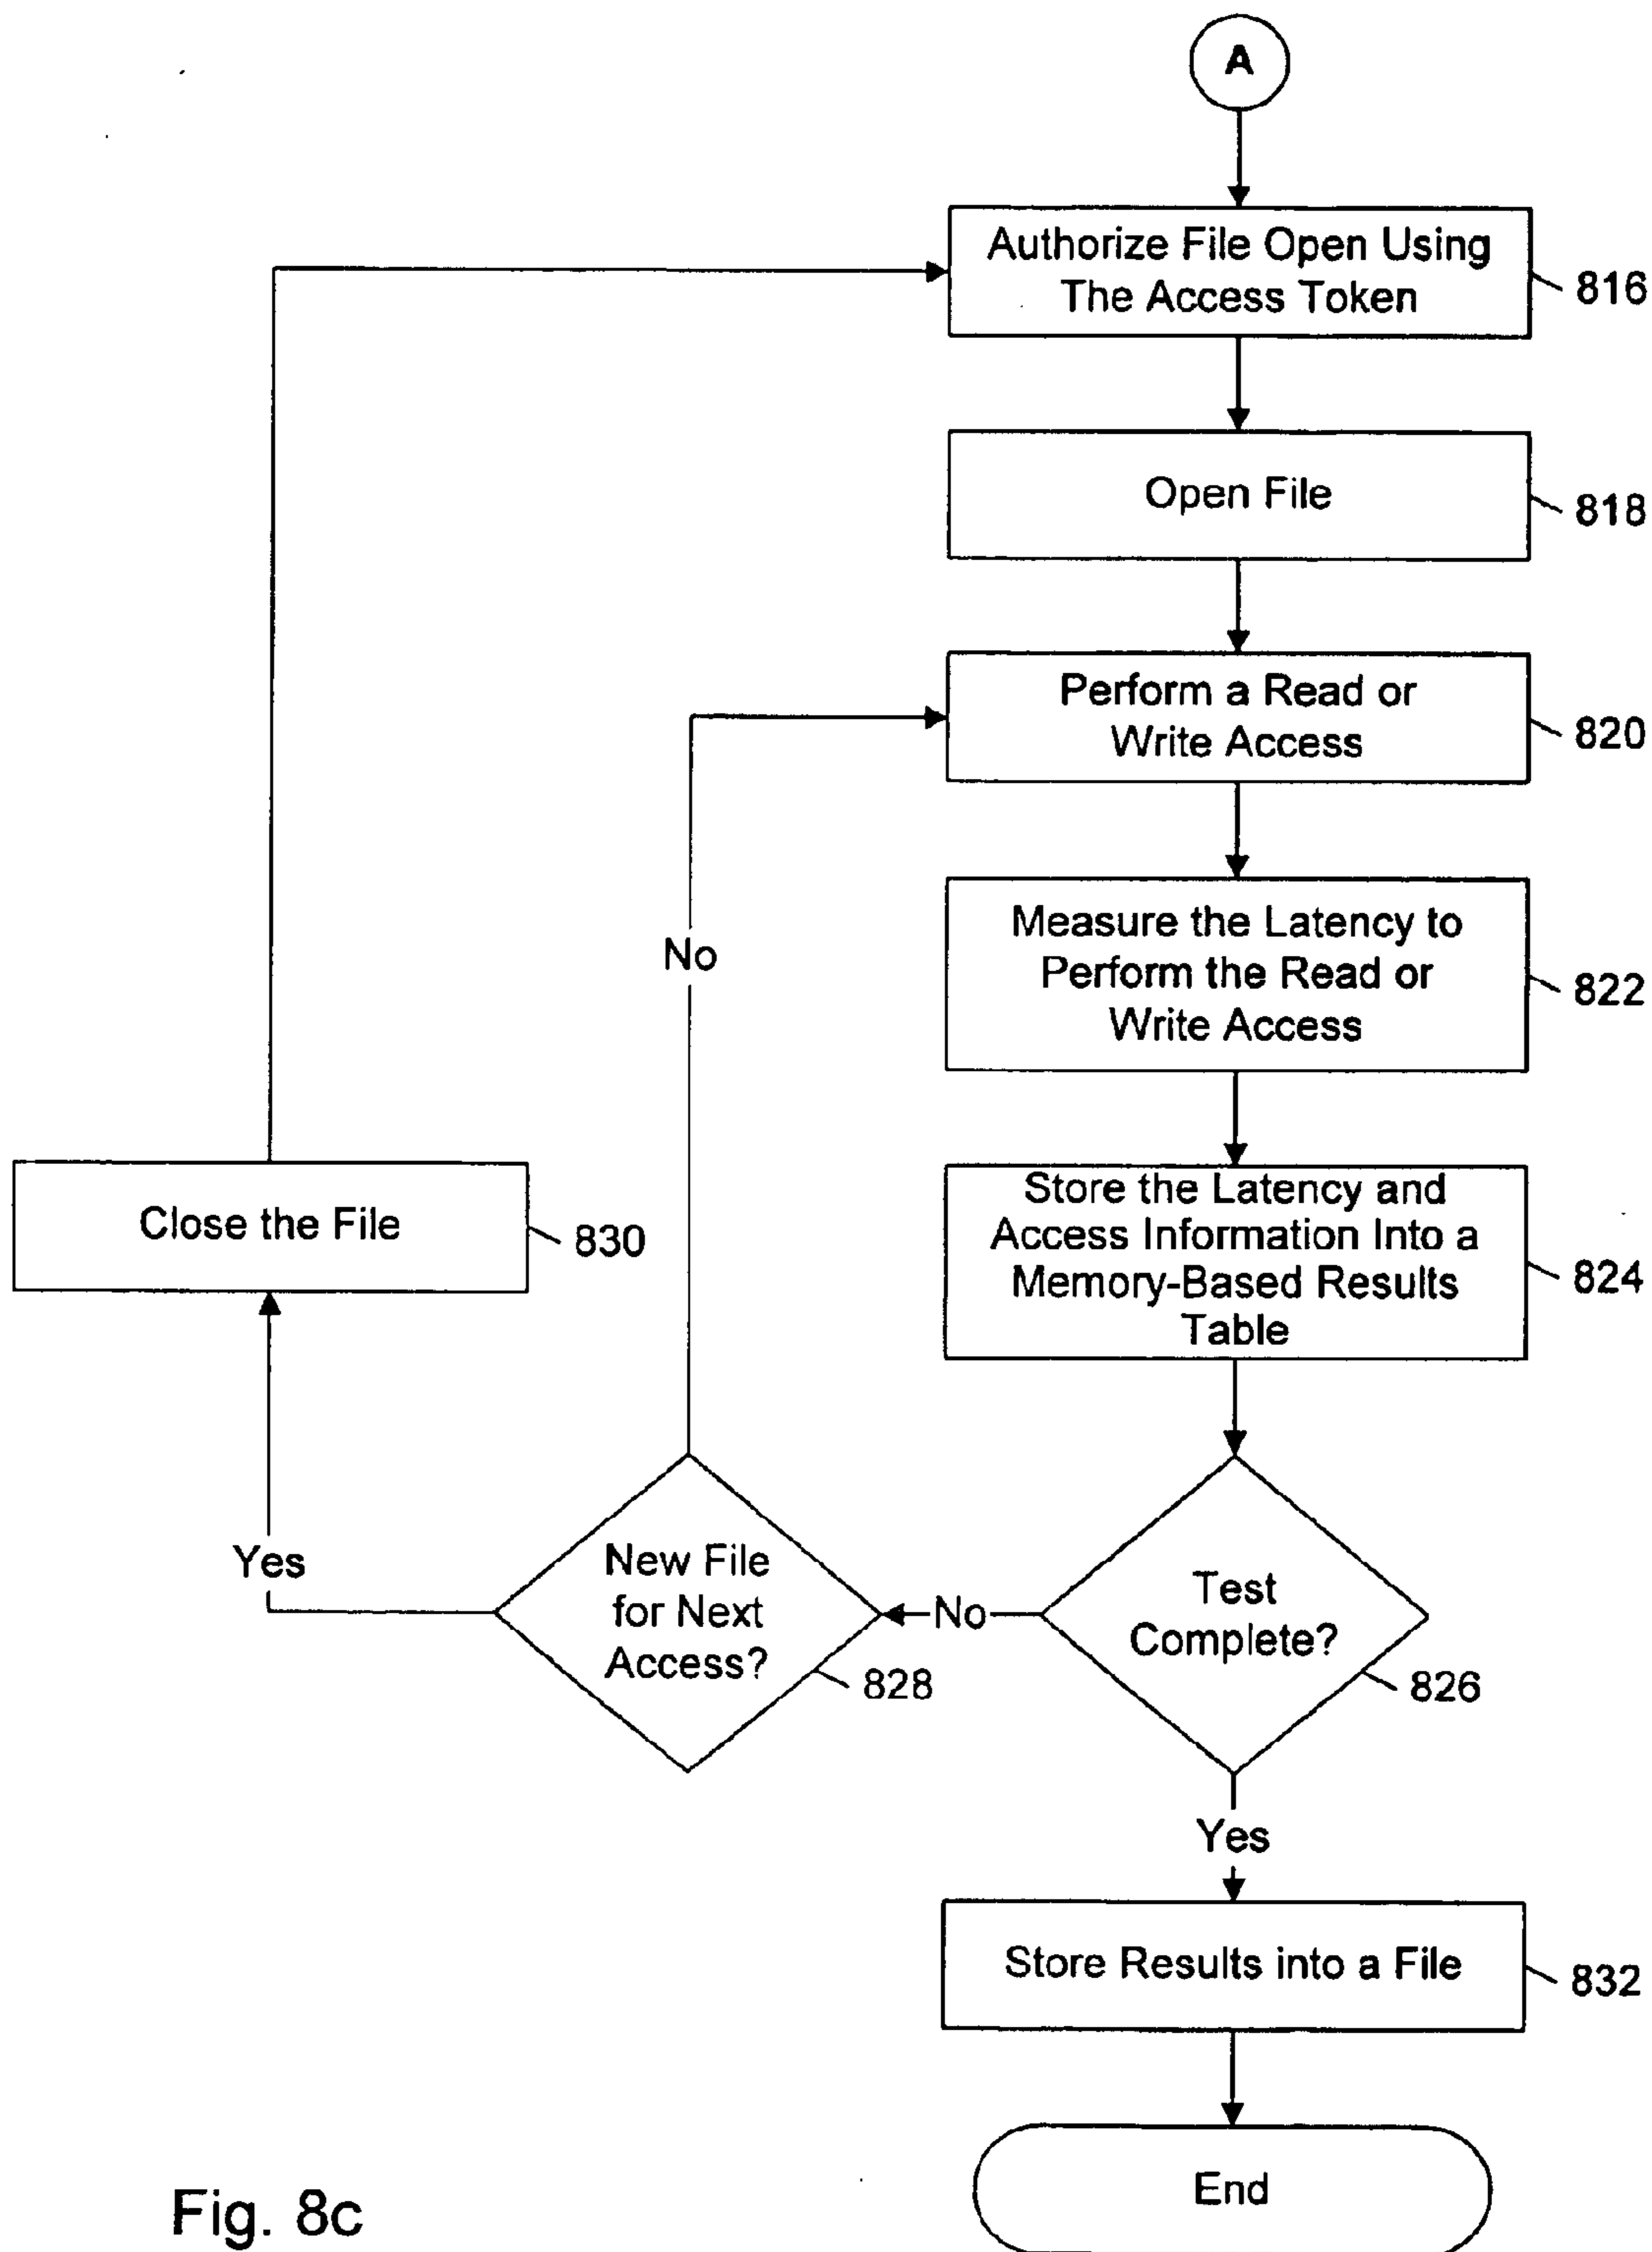 A
Authorize File Open Using
The Access Token
816
Open File
818
Perform a Read or
Write Access
820
Measure the Latency to
Perform the Read or
Write Access
822
No
Store the Latency and
Access Information Into a
Memory-Based Results
Table
824
Close the File
830
Yes
New File
for Next
Access?
828
No
Test
Complete?
826
Yes
Store Results into a File
832
End
Fig. 8c